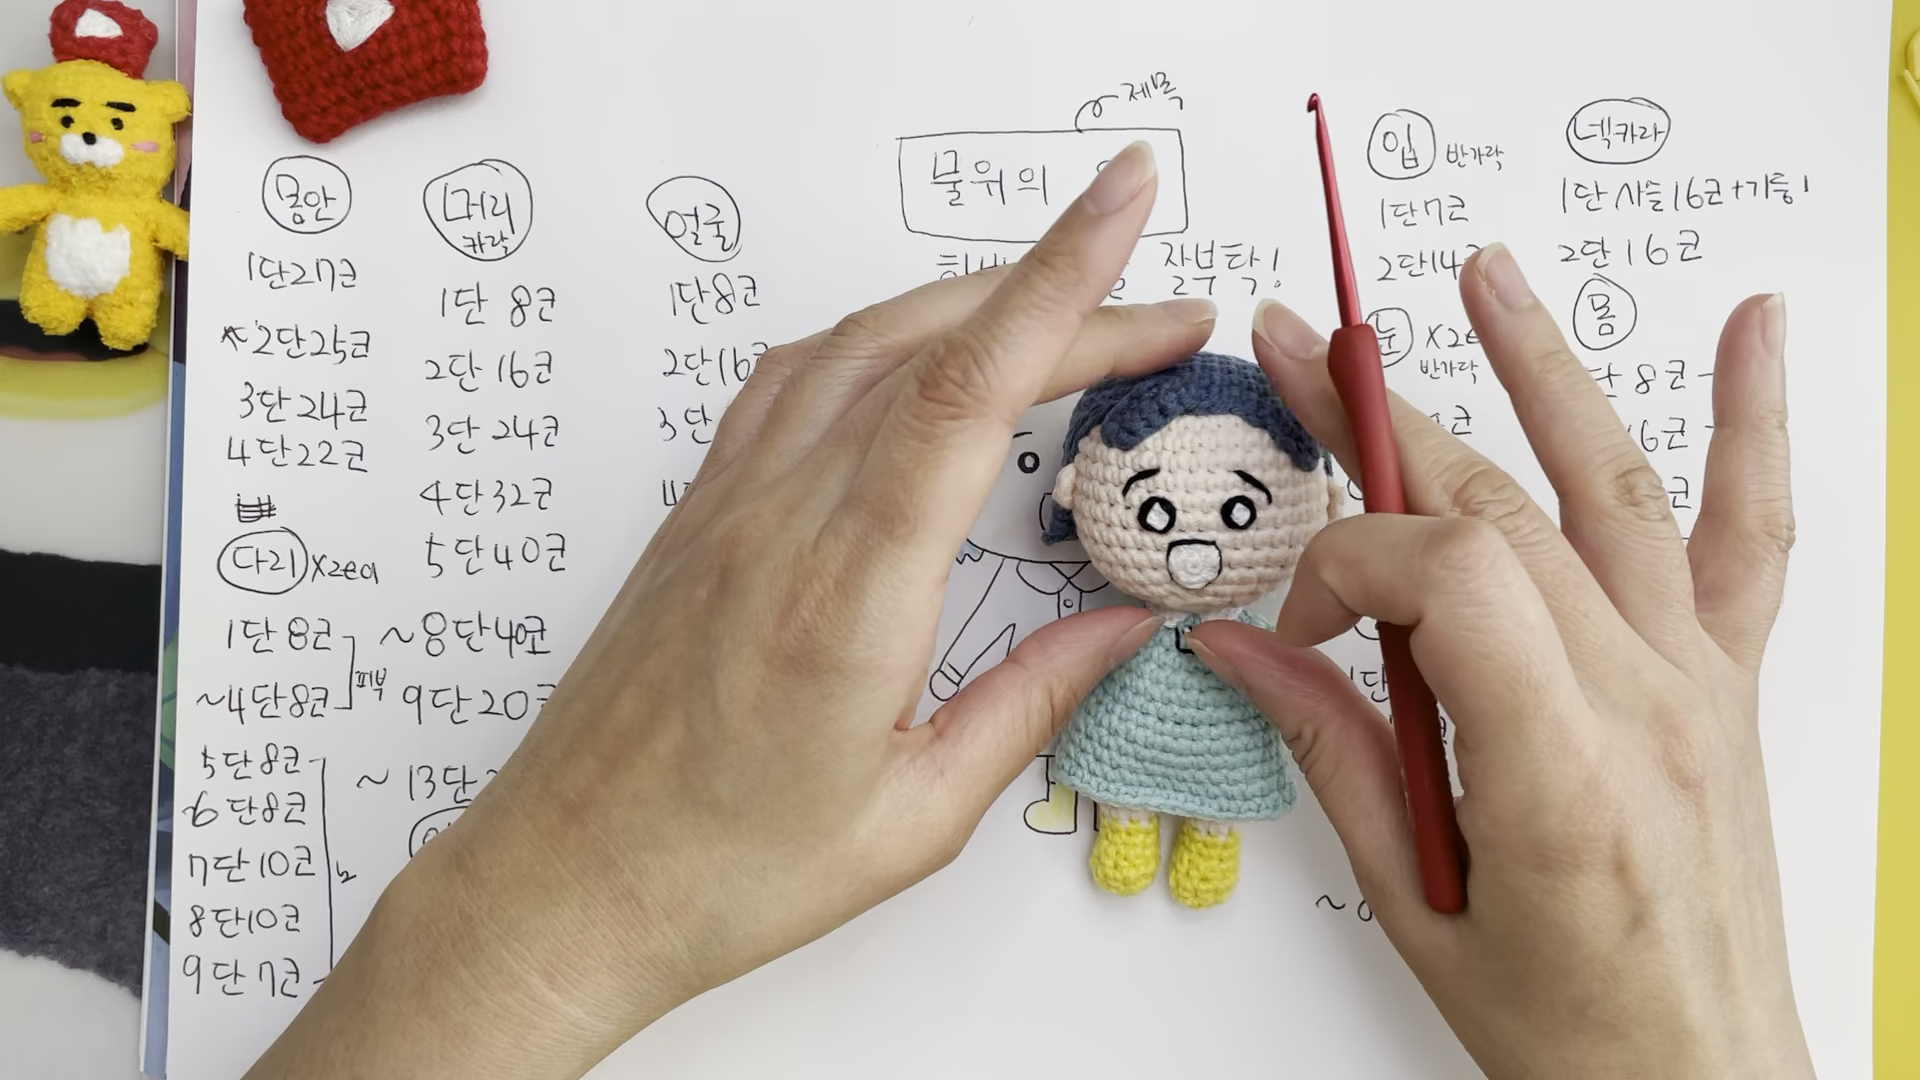 제목
물위의
잘부탁!
몸안
1단27코
2단25코
3단24코
4단22코
다리 x2ea
1단8코
~4단8코
피부
5단8코
6단8코
7단10코
8단10코
9단7코
머리
카락
1단 8코
2단 16코
3단 24코
4단32코
5단40코
~8단40코
9단20코
~13단
얼굴
1단8코
2단16
3단
입 반가락
1단7코
2단14
눈 x2
반가락
넥카라
1단사슬16코+기둥1
2단16코
몸
단 8코
6코